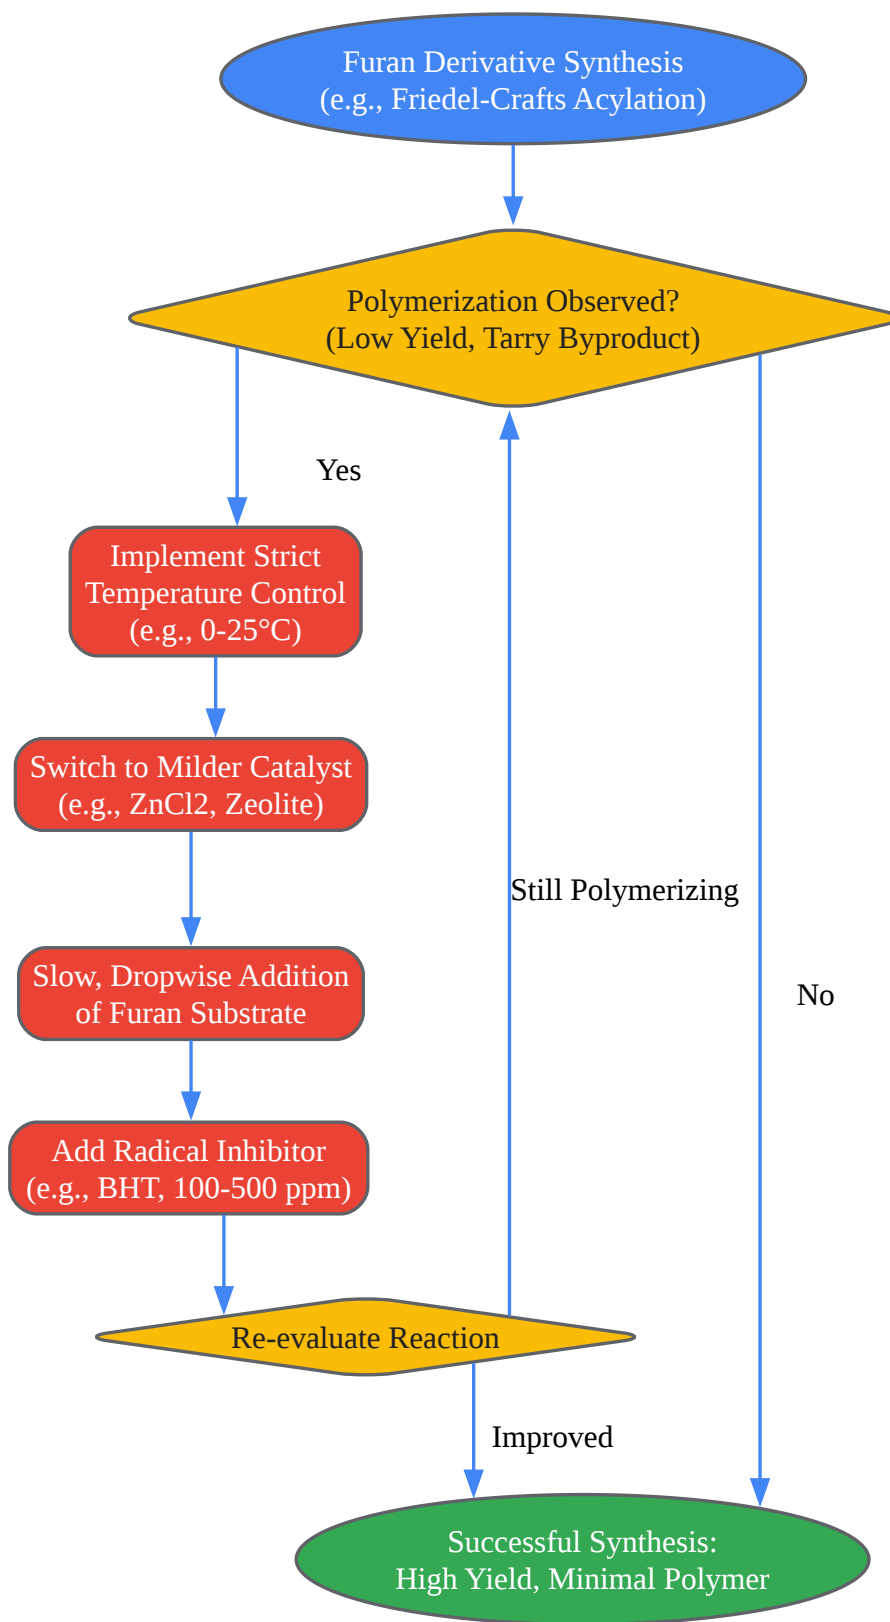 Furan Derivative Synthesis
(e.g., Friedel-Crafts Acylation)
Polymerization Observed?
(Low Yield, Tarry Byproduct)
Yes
Implement Strict
Temperature Control
(e.g., 0-25°C)
Switch to Milder Catalyst
(e.g., ZnCl2, Zeolite)
Still Polymerizing
Slow, Dropwise Addition
of Furan Substrate
No
Add Radical Inhibitor
(e.g., BHT, 100-500 ppm)
Re-evaluate Reaction
Improved
Successful Synthesis:
High Yield, Minimal Polymer